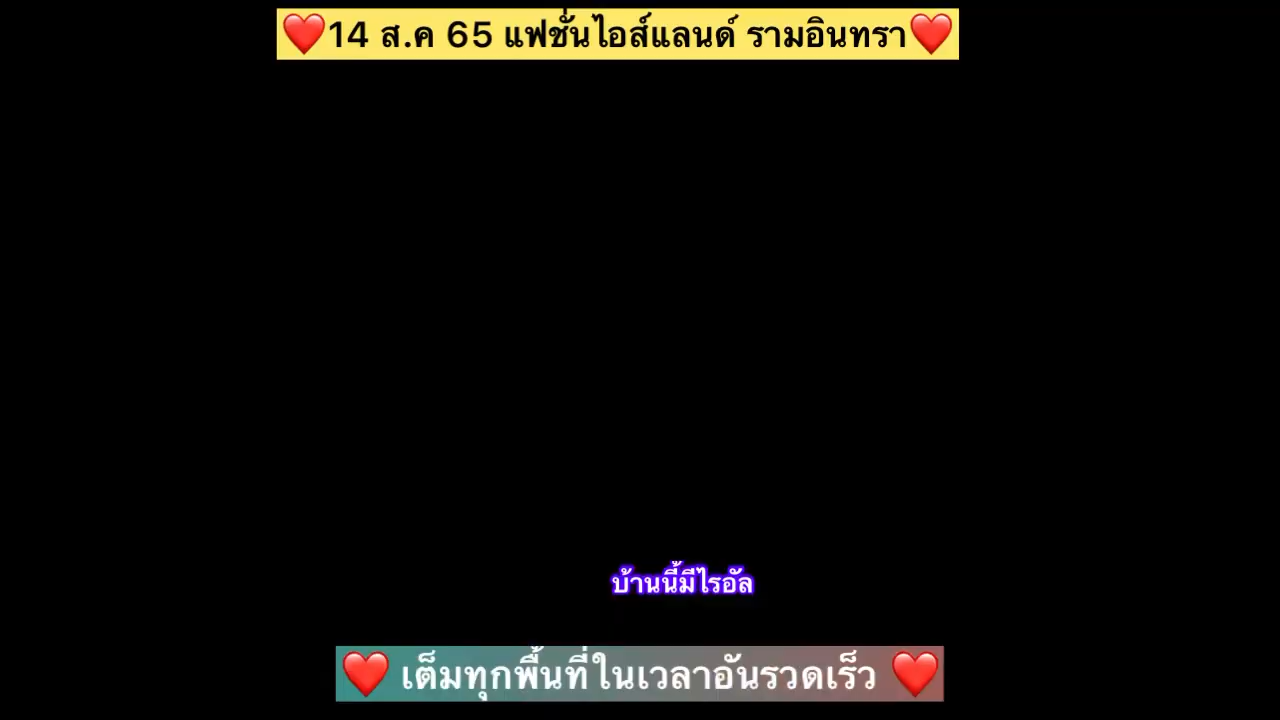 ❤️14 ส.ค 65 แฟชั่นไอส์แลนด์ รามอินทรา❤️
บ้านนี้มีไรอัล
❤️ เต็มทุกพื้นที่ในเวลาอันรวดเร็ว ❤️